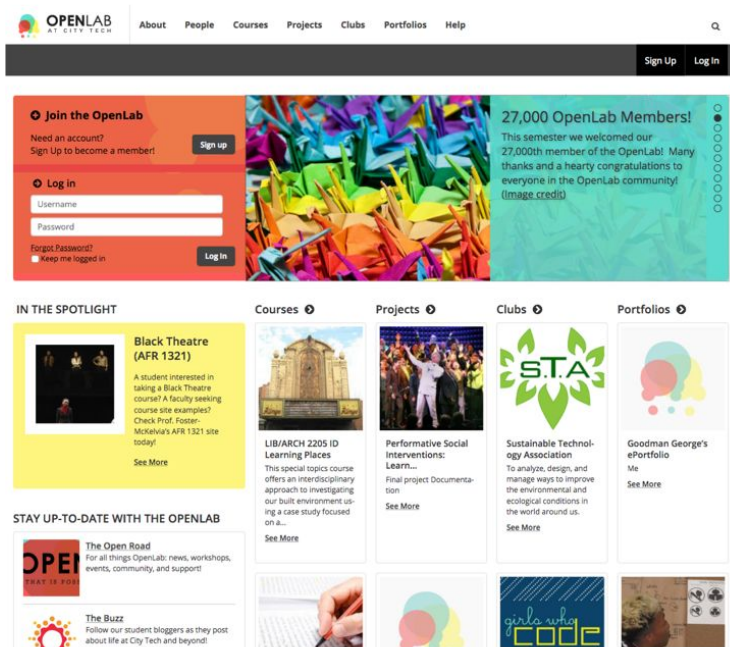 OPENLAB
AT CITY TECH
About People Courses Projects Clubs Portfolios Help
Sign Up Log In
Join the OpenLab
Need an account?
Sign Up to become a member!
Sign up
Log in
Username
Password
Forgot Password?
Keep me logged in
Log In
27,000 OpenLab Members!
This semester we welcomed our
27,000th member of the OpenLab! Many
thanks and a hearty congratulations to
everyone in the OpenLab community!
(Image credit)
IN THE SPOTLIGHT
Black Theatre
(AFR 1321)
A student interested in
taking a Black Theatre
course? A faculty seeking
course site examples?
Check Prof. Foster-
McKelvia's AFR 1321 site
today!
See More
STAY UP-TO-DATE WITH THE OPENLAB
OPE
THAT IS POS
The Open Road
For all things OpenLab: news, workshops,
events, community, and support!
The Buzz
Follow our student bloggers as they post
about life at City Tech and beyond!
Courses
LIB/ARCH 2205 ID
Learning Places
This special topics course
offers an interdisciplinary
approach to investigating
our built environment us-
ing a case study focused
on a...
See More
Projects
Performative Social
Interventions:
Learn...
Final project Documenta-
tion
See More
Clubs
S.T.A
Sustainable Technol-
ogy Association
To analyze, design, and
manage ways to improve
the environmental and
ecological conditions in
the world around us.
See More
girls who
code
Portfolios
Goodman George's
ePortfolio
Me
See More